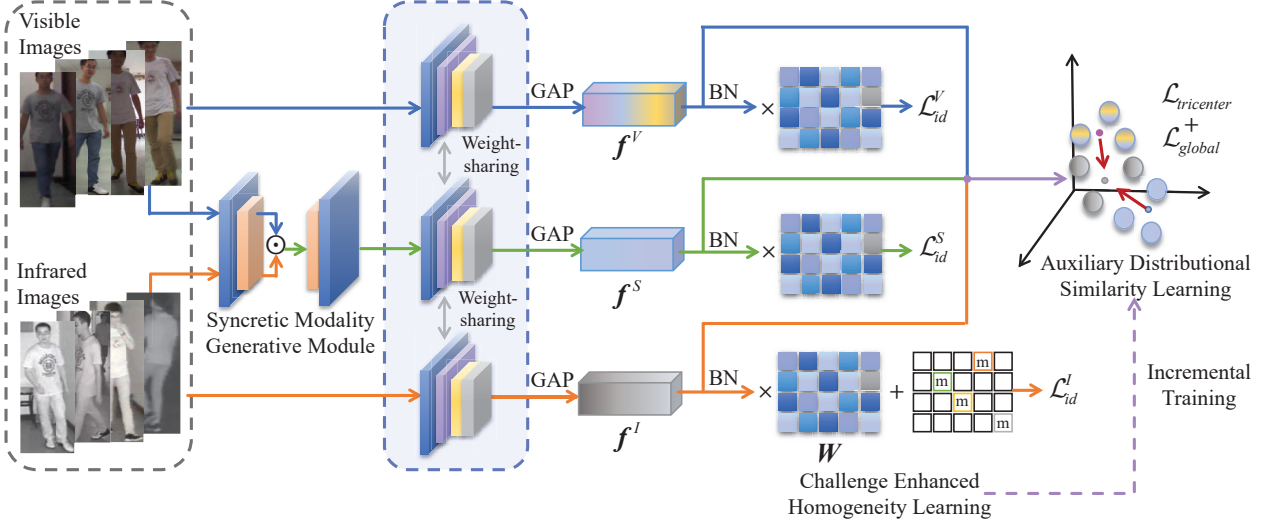 Visible
Images
Infrared
Images
Syncretic Modality
Generative Module
Weight-
sharing
Weight-
sharing
GAP
f^V
BN
×
ℒ_id^V
GAP
f^S
BN
×
ℒ_id^S
GAP
f^I
BN
×
W
+
m
m
m
m
ℒ_id^I
Challenge Enhanced
Homogeneity Learning
ℒ_tricenter
+
ℒ_global
Auxiliary Distributional
Similarity Learning
Incremental
Training